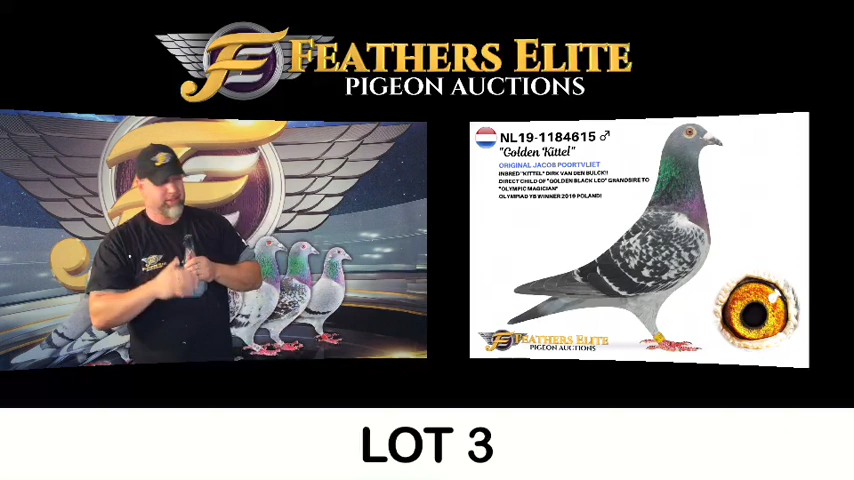 FEATHERS ELITE
PIGEON AUCTIONS
NL19-1184615 ♂
"Golden Kittel"
ORIGINAL JACOB POORTVLIET
INBRED "KITTEL" DIRK VAN DEN BULCK!!
DIRECT CHILD OF "GOLDEN BLACK LEO" GRANDSIRE TO
"OLYMPIC MAGICIAN"
OLYMPIAD YB WINNER 2019 POLAND!
FEATHERS ELITE
PIGEON AUCTIONS
LOT 3